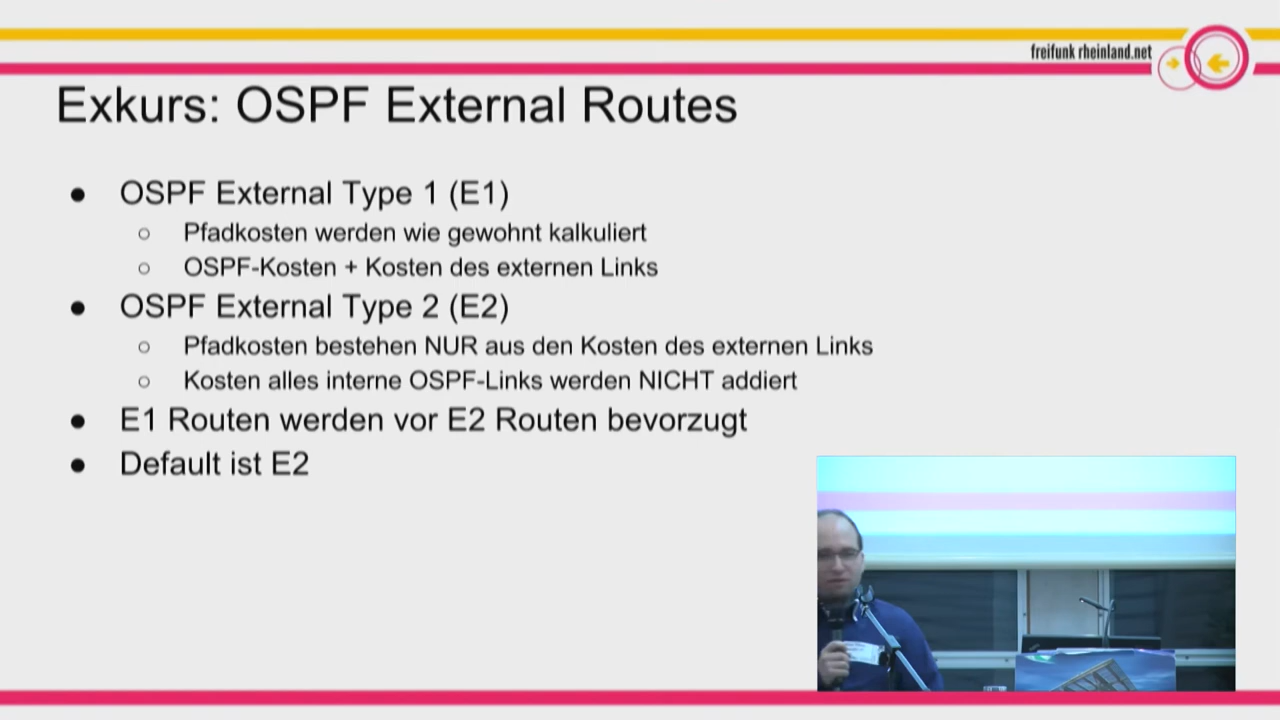 freifunk rheinland.net
Exkurs: OSPF External Routes
● OSPF External Type 1 (E1)
○ Pfadkosten werden wie gewohnt kalkuliert
○ OSPF-Kosten + Kosten des externen Links
● OSPF External Type 2 (E2)
○ Pfadkosten bestehen NUR aus den Kosten des externen Links
○ Kosten alles interne OSPF-Links werden NICHT addiert
● E1 Routen werden vor E2 Routen bevorzugt
● Default ist E2